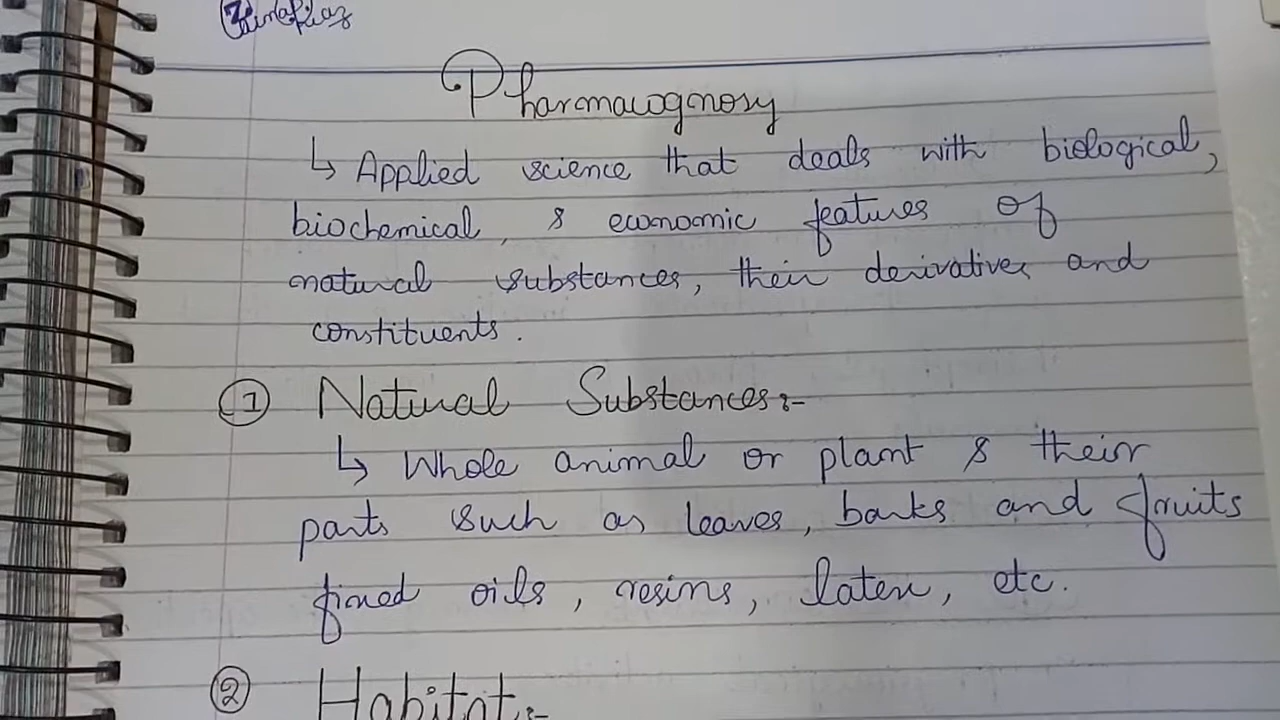 Pharmacognosy
↳ Applied science that deals with biological,
biochemical, & economic features of
natural substances, their derivatives and
constituents.
① Natural Substances:-
↳ Whole animal or plant & their
parts such as leaves, barks and fruits
fixed oils, resins, latex, etc.
② Habitat:-